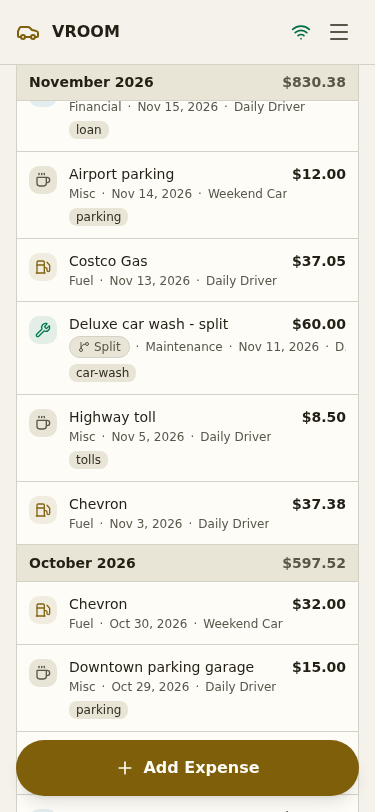 VROOM
November 2026 $830.38
Financial · Nov 15, 2026 · Daily Driver
loan
Airport parking $12.00
Misc · Nov 14, 2026 · Weekend Car
parking
Costco Gas $37.05
Fuel · Nov 13, 2026 · Daily Driver
Deluxe car wash - split $60.00
Split · Maintenance · Nov 11, 2026 · D.
car-wash
Highway toll $8.50
Misc · Nov 5, 2026 · Daily Driver
tolls
Chevron $37.38
Fuel · Nov 3, 2026 · Daily Driver
October 2026 $597.52
Chevron $32.00
Fuel · Oct 30, 2026 · Weekend Car
Downtown parking garage $15.00
Misc · Oct 29, 2026 · Daily Driver
parking
Add Expense